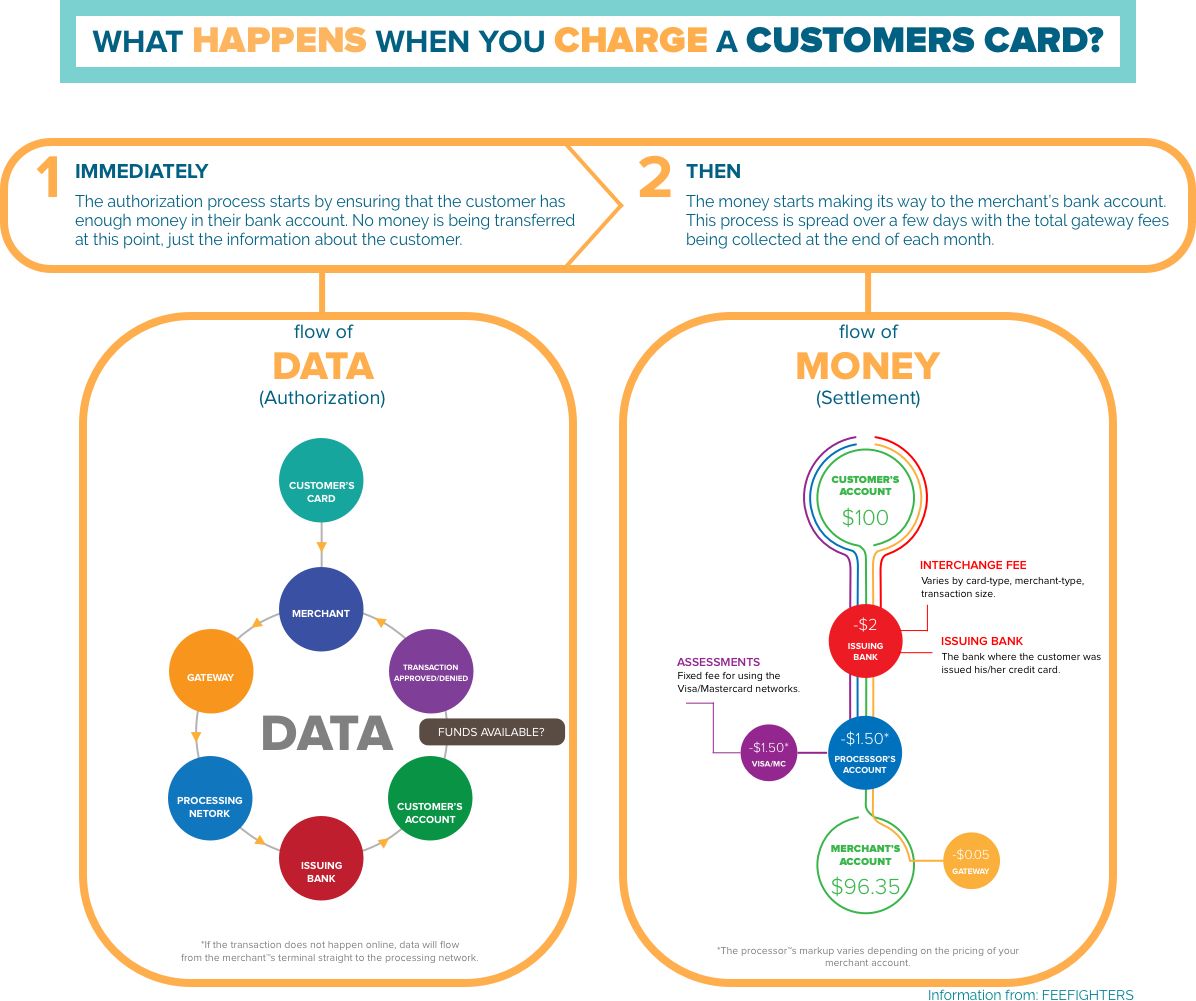 WHAT HAPPENS WHEN YOU CHARGE A CUSTOMERS CARD?
1
IMMEDIATELY
The authorization process starts by ensuring that the customer has
enough money in their bank account. No money is being transferred
at this point, just the information about the customer.
2
THEN
The money starts making its way to the merchant's bank account.
This process is spread over a few days with the total gateway fees
being collected at the end of each month.
flow of
DATA
(Authorization)
CUSTOMER'S
CARD
MERCHANT
GATEWAY
TRANSACTION
APPROVED/DENIED
DATA
FUNDS AVAILABLE?
PROCESSING
NETORK
CUSTOMER'S
ACCOUNT
ISSUING
BANK
*If the transaction does not happen online, data will flow
from the merchant™s terminal straight to the processing network.
flow of
MONEY
(Settlement)
CUSTOMER'S
ACCOUNT
$100
INTERCHANGE FEE
Varies by card-type, merchant-type,
transaction size.
-$2
ISSUING
BANK
ISSUING BANK
The bank where the customer was
issued his/her credit card.
ASSESSMENTS
Fixed fee for using the
Visa/Mastercard networks.
-$1.50*
VISA/MC
-$1.50*
PROCESSOR'S
ACCOUNT
MERCHANT'S
ACCOUNT
$96.35
-$0.05
GATEWAY
*The processor™s markup varies depending on the pricing of your
merchant account.
Information from: FEEFIGHTERS